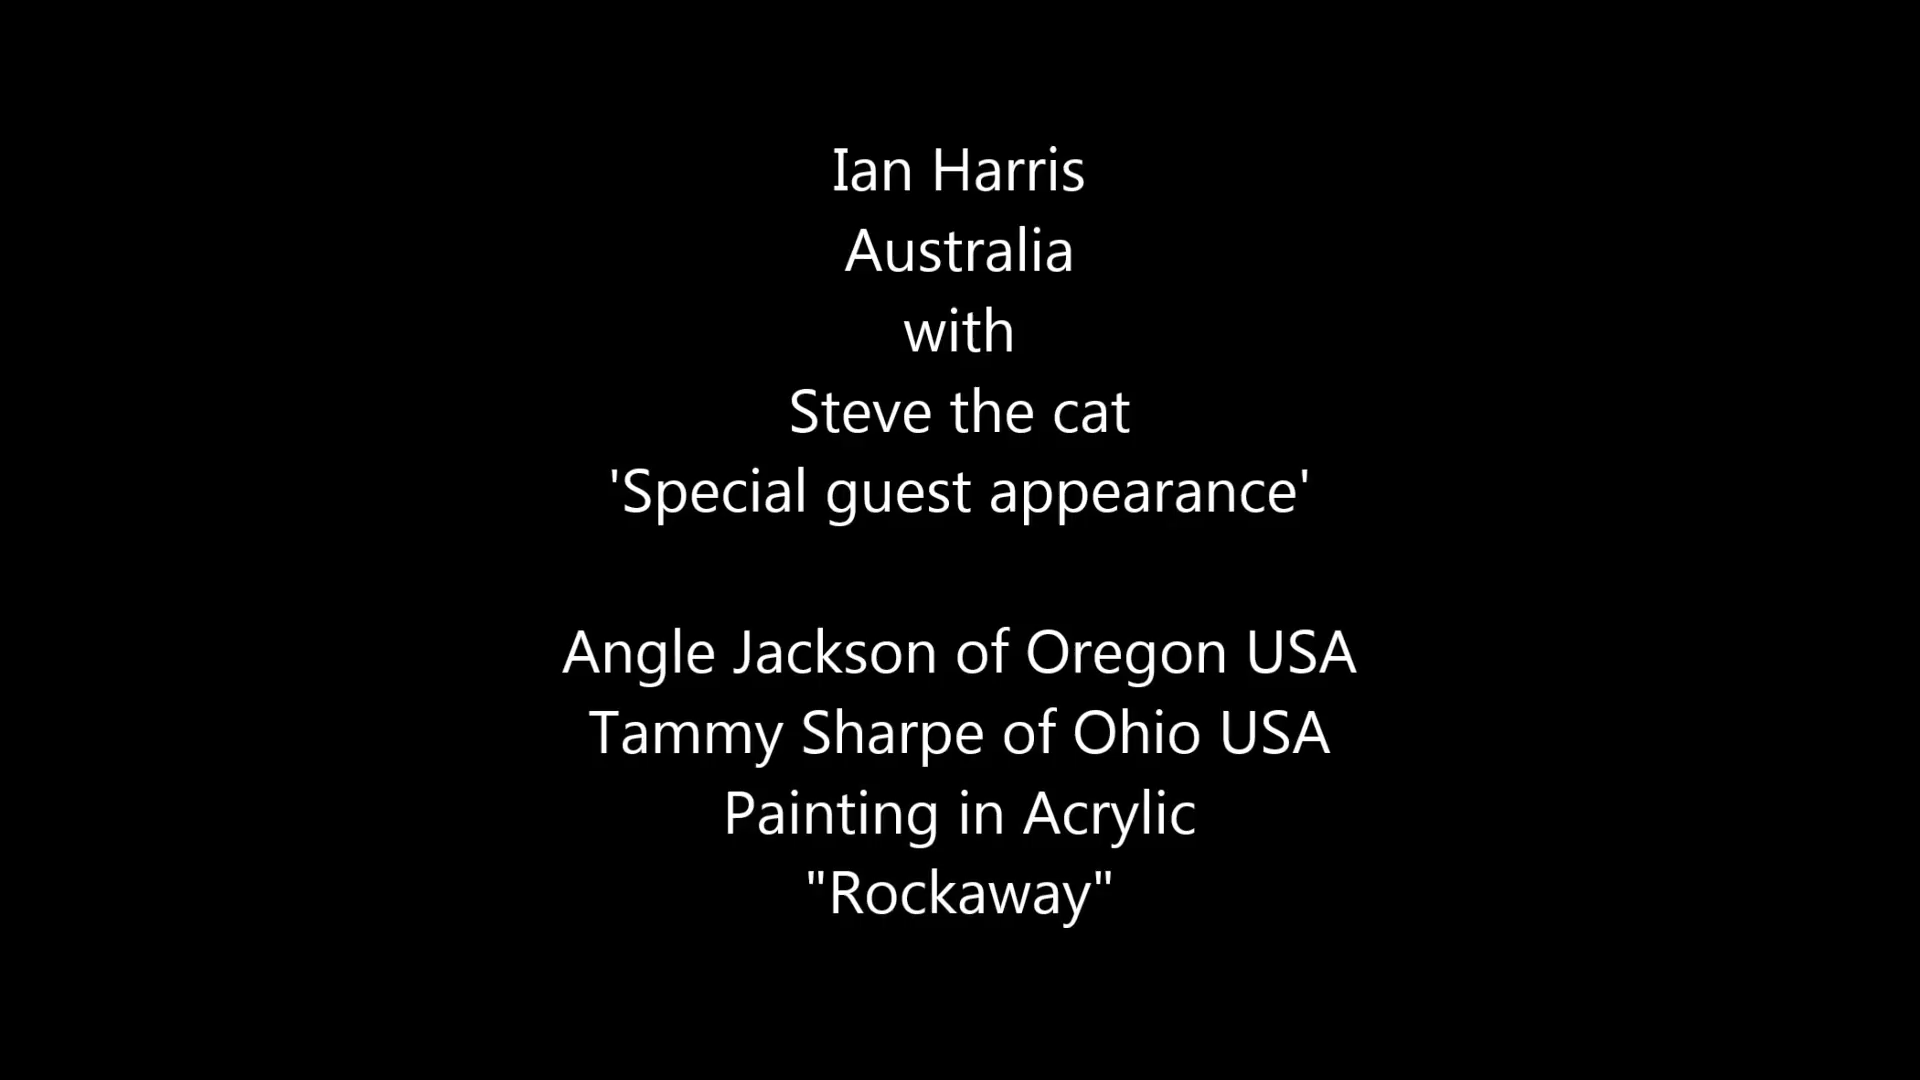 Ian Harris
Australia
with
Steve the cat
'Special guest appearance'
Angle Jackson of Oregon USA
Tammy Sharpe of Ohio USA
Painting in Acrylic
"Rockaway"